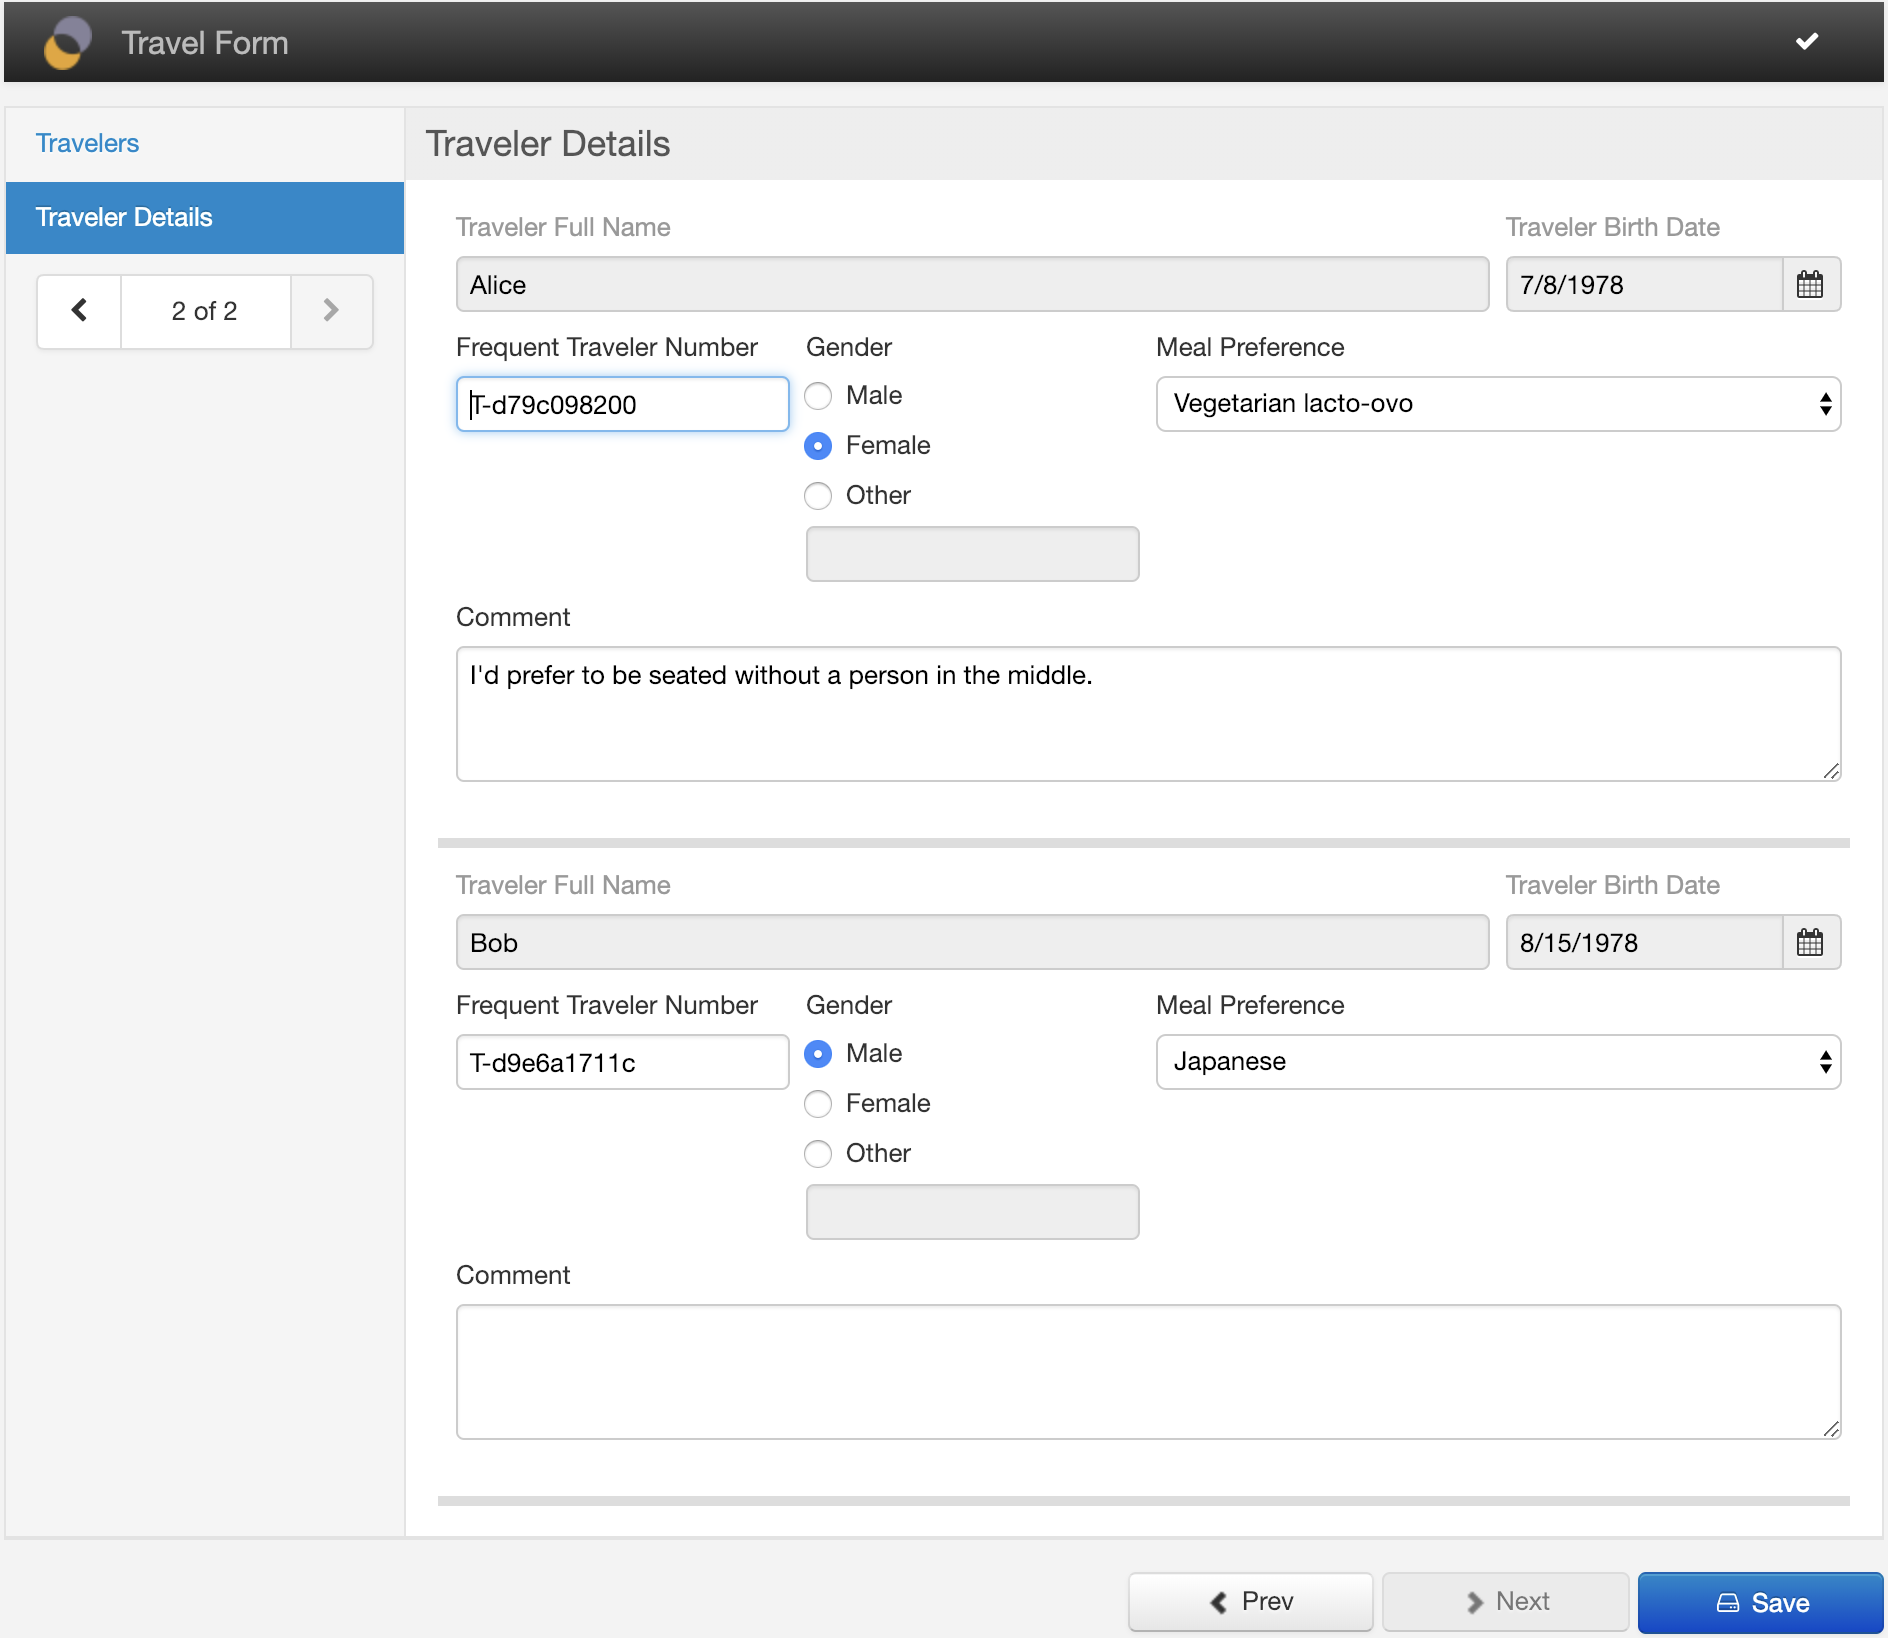 Travel Form
Travelers
Traveler Details
2 of 2
Traveler Details
Traveler Full Name
Traveler Birth Date
Alice
7/8/1978
Frequent Traveler Number
Gender
Meal Preference
T-d79c098200
Male
Vegetarian lacto-ovo
Female
Other
Comment
I'd prefer to be seated without a person in the middle.
Traveler Full Name
Traveler Birth Date
Bob
8/15/1978
Frequent Traveler Number
Gender
Meal Preference
T-d9e6a1711c
Male
Japanese
Female
Other
Comment
Prev
Next
Save